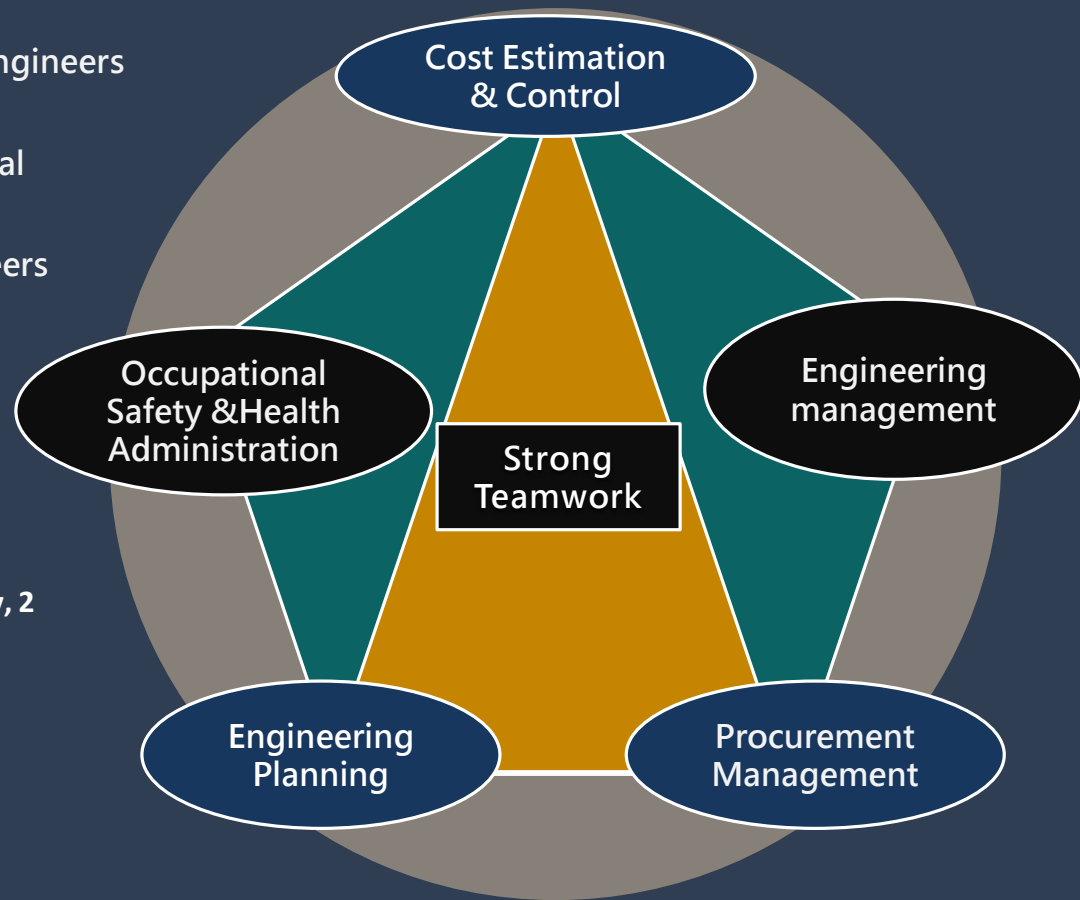 ngineers
al
eers
, 2
Cost Estimation
& Control
Occupational
Safety &Health
Administration
Engineering
management
Strong
Teamwork
Engineering
Planning
Procurement
Management